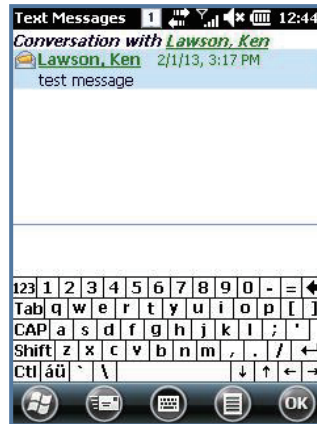 Text Messages 1 12:44
Conversation with Lawson, Ken
Lawson, Ken 2/1/13, 3:17 PM
test message
123 1 2 3 4 5 6 7 8 9 0 - =
Tab q w e r t y u i o p [ ]
CAP a s d f g h j k l ; '
Shift z x c v b n m , . /
Ctl áü ` \ ↓ ↑ ← →
OK